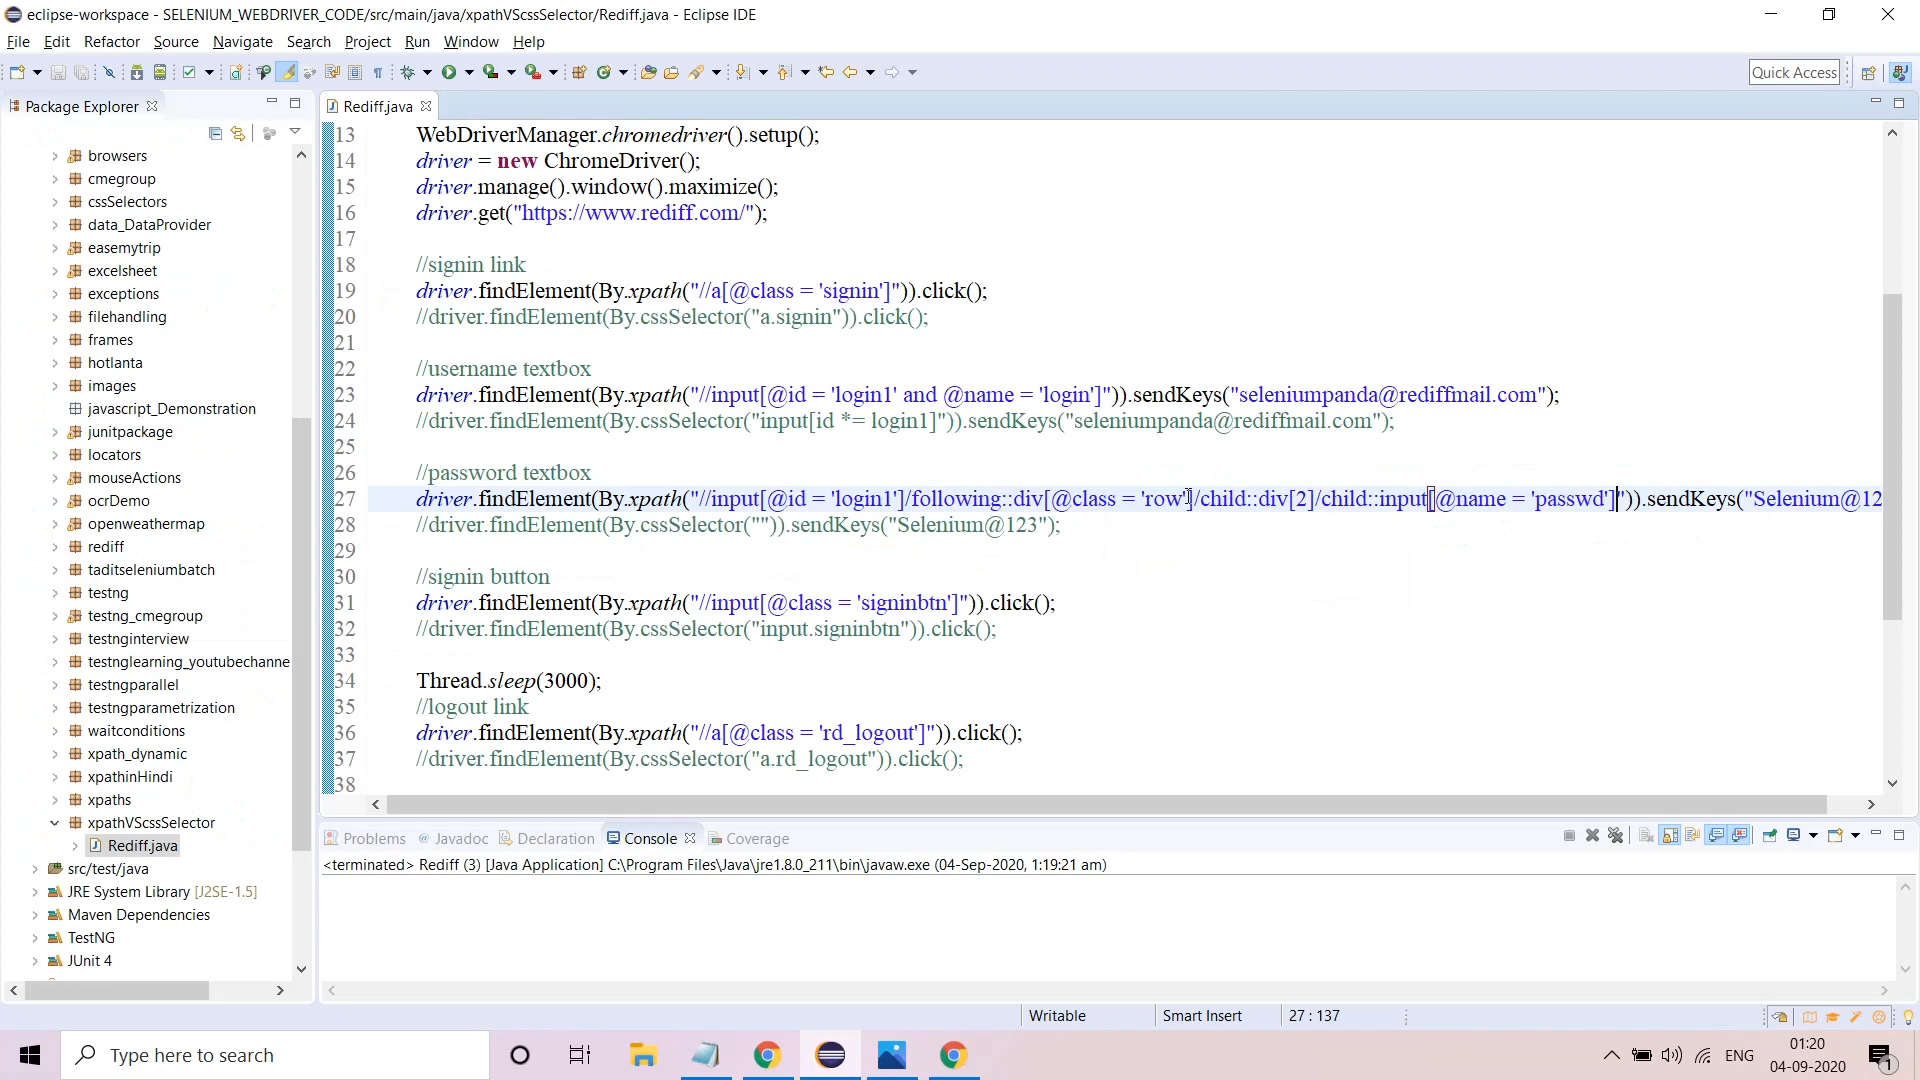 eclipse-workspace - SELENIUM_WEBDRIVER_CODE/src/main/java/xpathVScssSelector/Rediff.java - Eclipse IDE
File Edit Refactor Source Navigate Search Project Run Window Help
Quick Access
Package Explorer
browsers
cmegroup
cssSelectors
data_DataProvider
easemytrip
excelsheet
exceptions
filehandling
frames
hotlanta
images
javascript_Demonstration
junitpackage
locators
mouseActions
ocrDemo
openweathermap
rediff
taditseleniumbatch
testng
testng_cmegroup
testnginterview
testnglearning_youtubechanne
testngparallel
testngparametrization
waitconditions
xpath_dynamic
xpathinHindi
xpaths
xpathVScssSelector
Rediff.java
src/test/java
JRE System Library [J2SE-1.5]
Maven Dependencies
TestNG
JUnit 4
Rediff.java
13 WebDriverManager.chromedriver().setup();
14 driver = new ChromeDriver();
15 driver.manage().window().maximize();
16 driver.get("https://www.rediff.com/");
17
18 //signin link
19 driver.findElement(By.xpath("//a[@class = 'signin']")).click();
20 //driver.findElement(By.cssSelector("a.signin")).click();
21
22 //username textbox
23 driver.findElement(By.xpath("//input[@id = 'login1' and @name = 'login']")).sendKeys("seleniumpanda@rediffmail.com");
24 //driver.findElement(By.cssSelector("input[id *= login1]")).sendKeys("seleniumpanda@rediffmail.com");
25
26 //password textbox
27 driver.findElement(By.xpath("//input[@id = 'login1']/following::div[@class = 'row']/child::div[2]/child::input[@name = 'passwd']")).sendKeys("Selenium@12
28 //driver.findElement(By.cssSelector("")).sendKeys("Selenium@123");
29
30 //signin button
31 driver.findElement(By.xpath("//input[@class = 'signinbtn']")).click();
32 //driver.findElement(By.cssSelector("input.signinbtn")).click();
33
34 Thread.sleep(3000);
35 //logout link
36 driver.findElement(By.xpath("//a[@class = 'rd_logout']")).click();
37 //driver.findElement(By.cssSelector("a.rd_logout")).click();
38
Problems @ Javadoc Declaration Console Coverage
<terminated> Rediff (3) [Java Application] C:\Program Files\Java\jre1.8.0_211\bin\javaw.exe (04-Sep-2020, 1:19:21 am)
Writable Smart Insert 27 : 137
Type here to search
ENG
01:20
04-09-2020
1